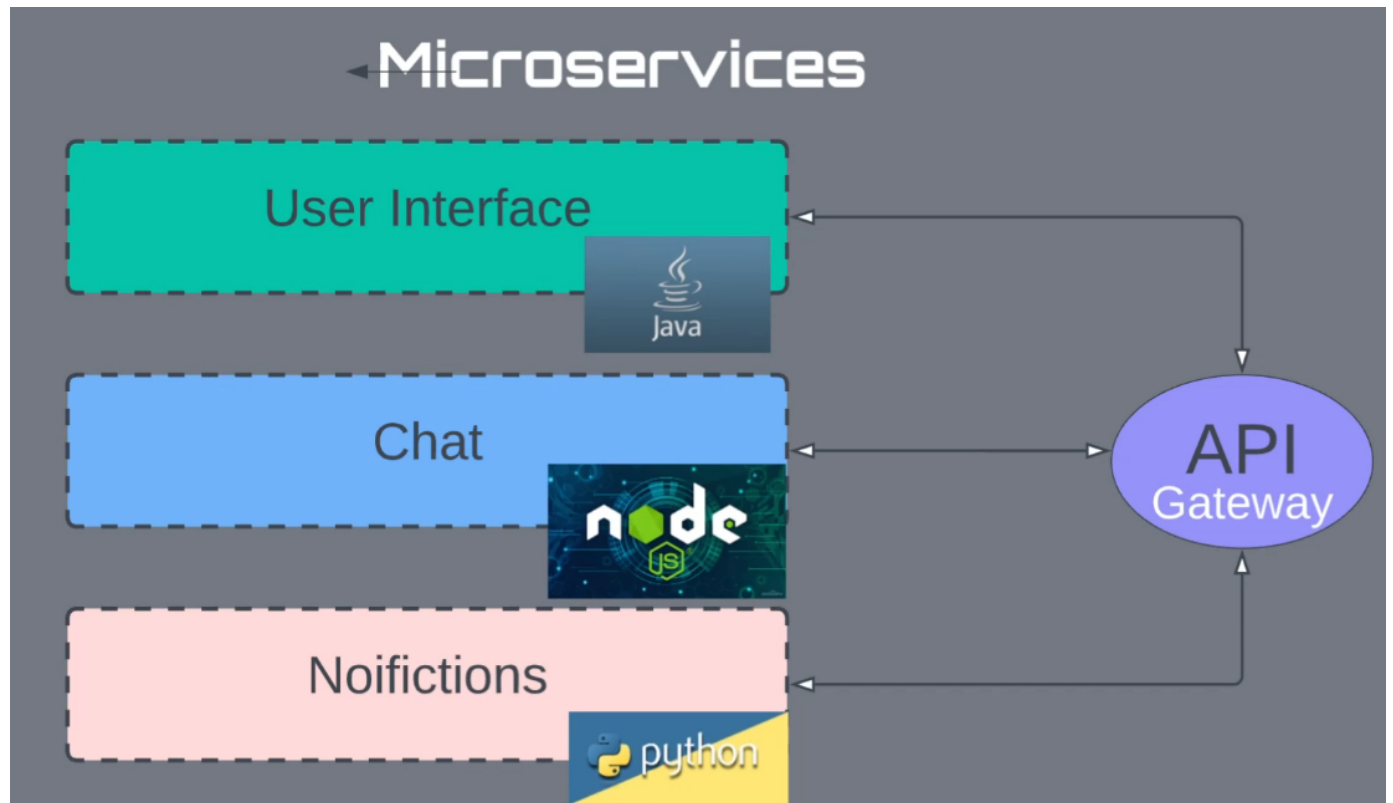 Microservices
User Interface
Java
Chat
node
JS
API
Gateway
Noifictions
python